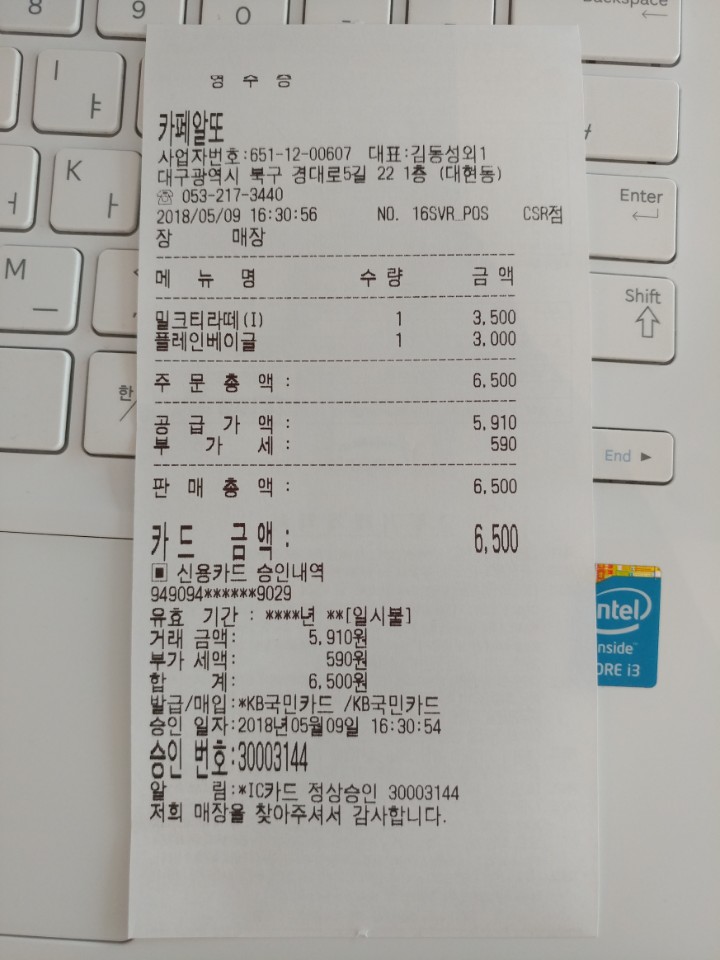 8
9
0
Backspace
ㅑ
Enter
K
ㅏ
ㅓ
M
ㅡ
Shift
한
End ▶
영 수 증
카페알또
사업자번호:651-12-00607 대표:김동성외1
대구광역시 북구 경대로5길 22 1층 (대현동)
☏ 053-217-3440
2018/05/09 16:30:56 NO. 16SVR_POS CSR점
장 매장
메 뉴 명 수 량 금 액
밀크티라떼(I) 1 3,500
플레인베이글 1 3,000
주 문 총 액 : 6,500
공 급 가 액 : 5,910
부 가 세 : 590
판 매 총 액 : 6,500
카드 금액 : 6,500
▣ 신용카드 승인내역
949094******9029
유효 기간 : ****년 **[일시불]
거래 금액: 5,910원
부가 세액: 590원
합 계: 6,500원
발급/매입:*KB국민카드 /KB국민카드
승인 일자:2018년05월09일 16:30:54
승인 번호:30003144
알 림:*IC카드 정상승인 30003144
저희 매장을 찾아주셔서 감사합니다.
intel
inside™
CORE i3